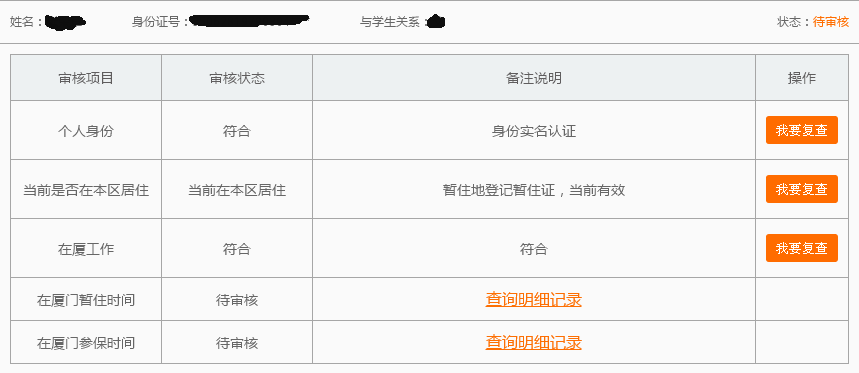 姓名： 身份证号： 与学生关系： 状态：待审核
审核项目 审核状态 备注说明 操作
个人身份 符合 身份实名认证 我要复查
当前是否在本区居住 当前在本区居住 暂住地登记暂住证，当前有效 我要复查
在厦工作 符合 符合 我要复查
在厦门暂住时间 待审核 查询明细记录
在厦门参保时间 待审核 查询明细记录